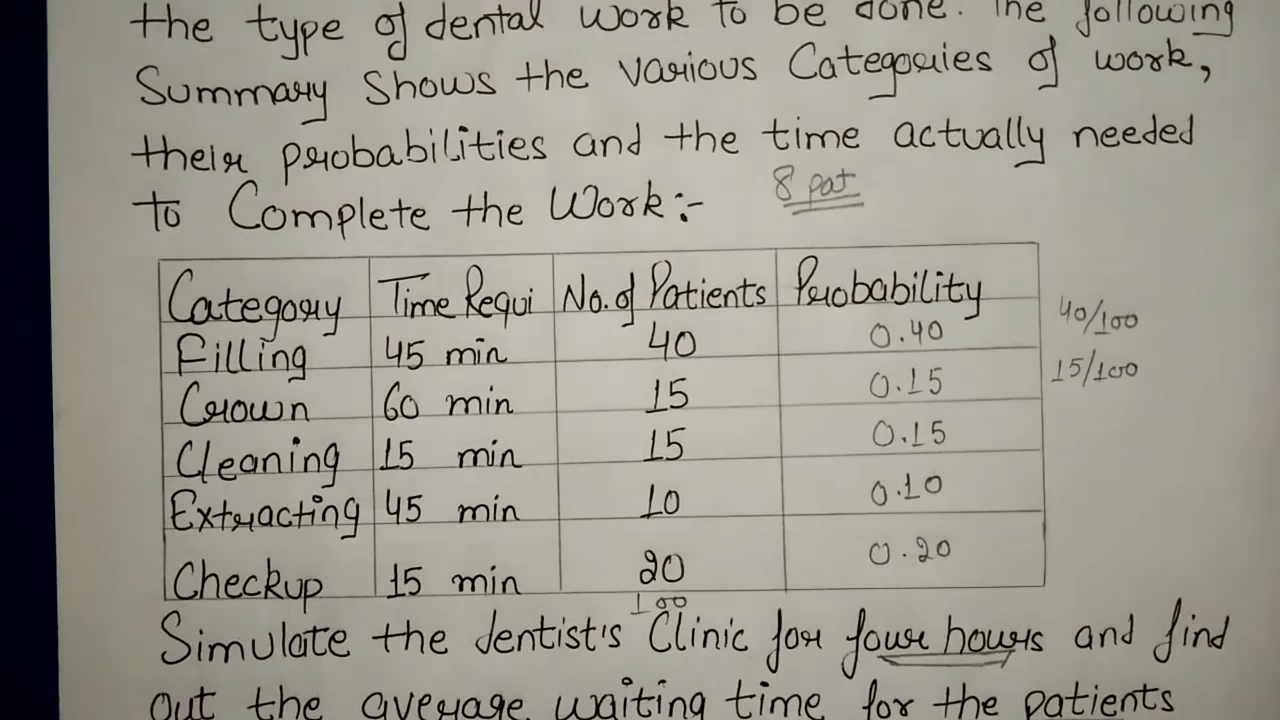 the type of dental work to be done. The following
Summary Shows the various Categories of work,
their probabilities and the time actually needed
to Complete the Work:- 8 pat
Category Time Requi No. of Patients Probability
Filling 45 min 40 0.40 40/100
Crown 60 min 15 0.15 15/100
Cleaning 15 min 15 0.15
Extracting 45 min 10 0.10
Checkup 15 min 20 0.20
100
Simulate the dentist's Clinic for four hours and find
out the average waiting time for the patients